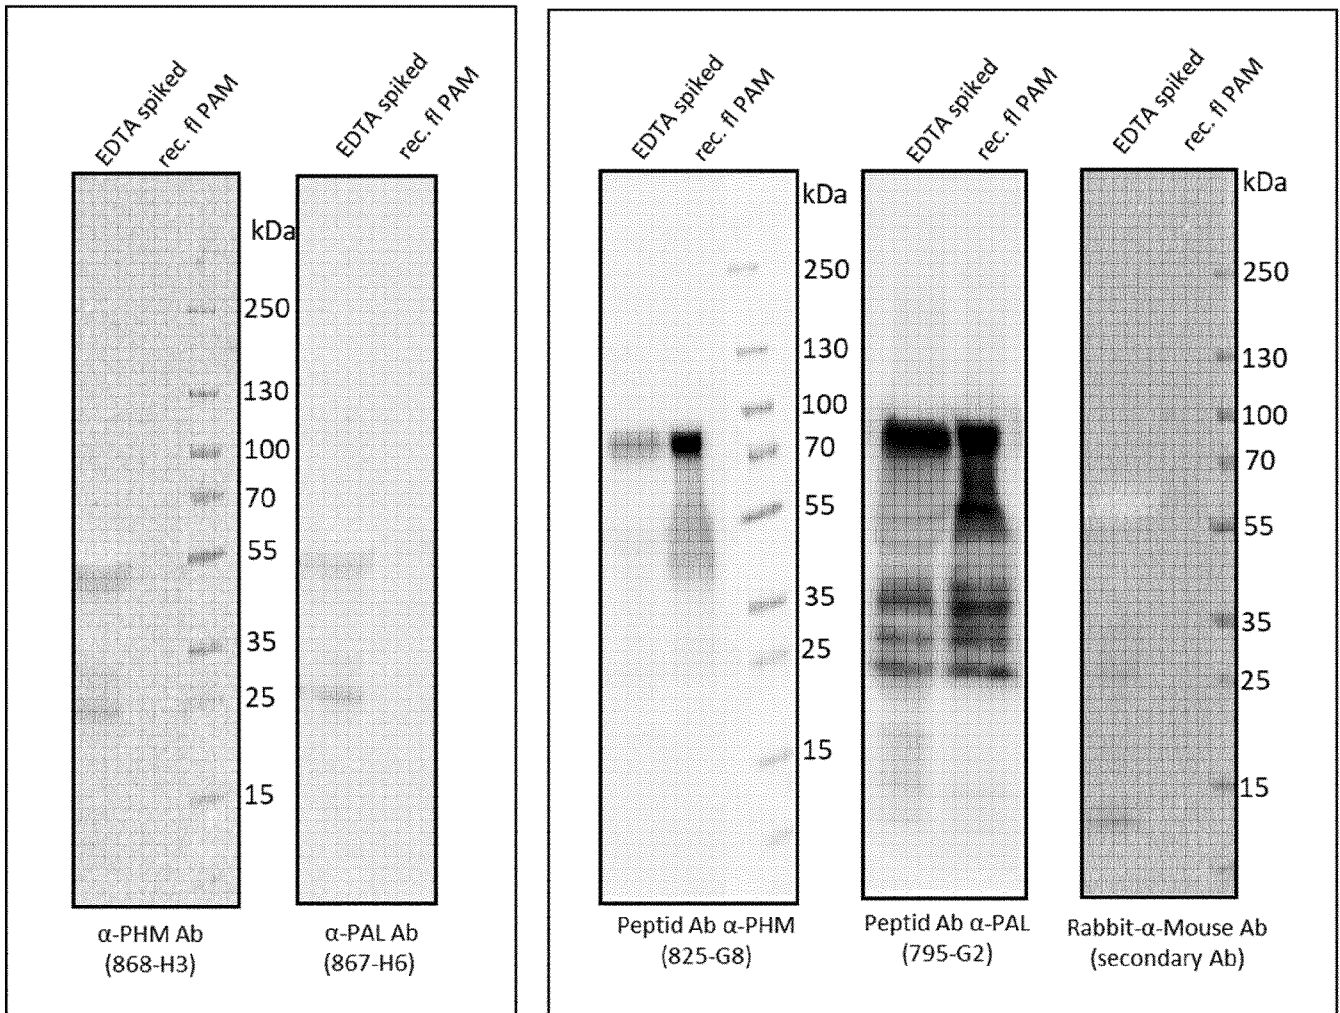 EDTA spiked
rec. fl PAM
EDTA spiked
rec. fl PAM
kDa
250
130
100
70
55
35
25
15
α-PHM Ab
(868-H3)
α-PAL Ab
(867-H6)
EDTA spiked
rec. fl PAM
kDa
250
130
100
70
55
35
25
15
Peptid Ab α-PHM
(825-G8)
EDTA spiked
rec. fl PAM
Peptid Ab α-PAL
(795-G2)
EDTA spiked
rec. fl PAM
kDa
250
130
100
70
55
35
25
15
Rabbit-α-Mouse Ab
(secondary Ab)